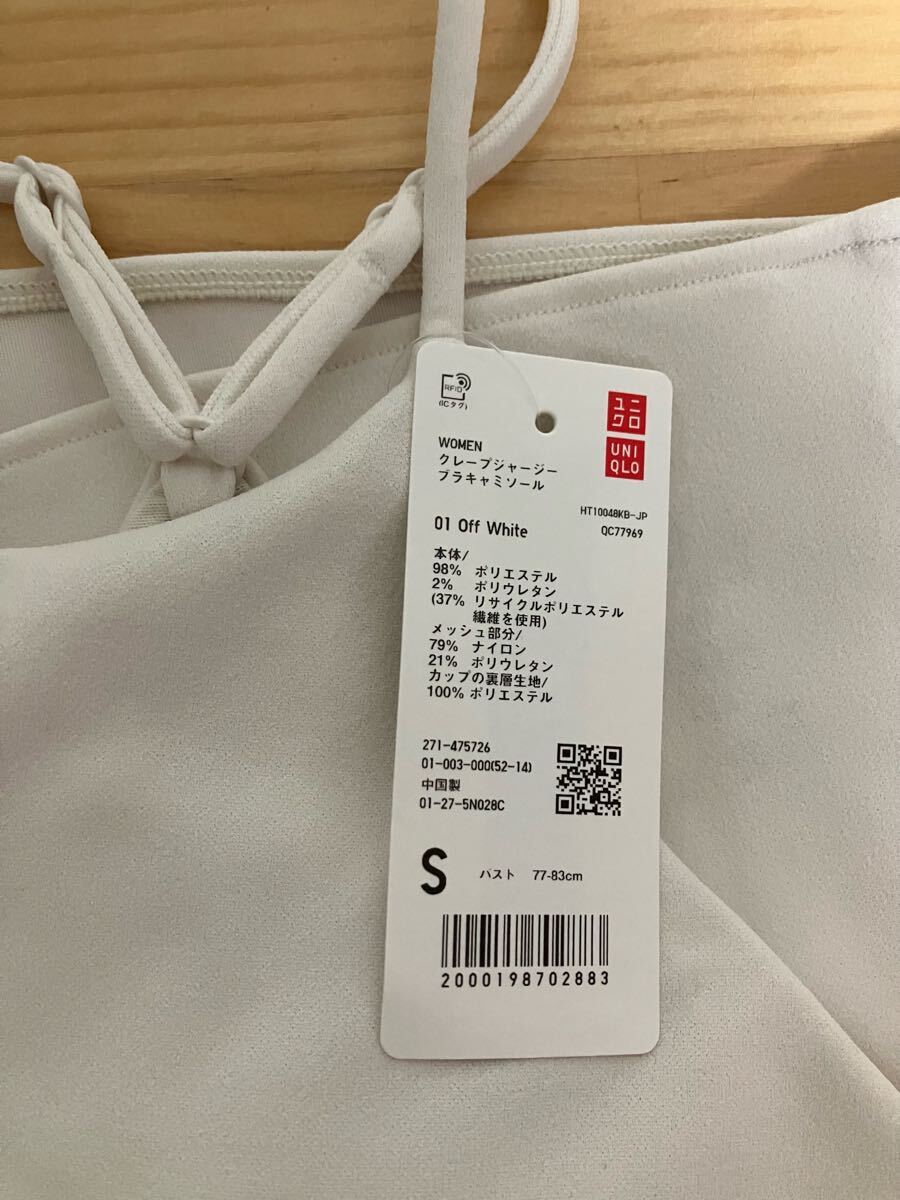 RFID
(ICタグ)
ユニ
クロ
UNI
QLO
WOMEN
クレープジャージー
ブラキャミソール
HT10048KB-JP
01 Off White
QC77969
本体/
98% ポリエステル
2% ポリウレタン
(37% リサイクルポリエステル
繊維を使用)
メッシュ部分/
79% ナイロン
21% ポリウレタン
カップの裏層生地/
100% ポリエステル
271-475726
01-003-000(52-14)
中国製
01-27-5N028C
S バスト 77-83cm
2000198702883